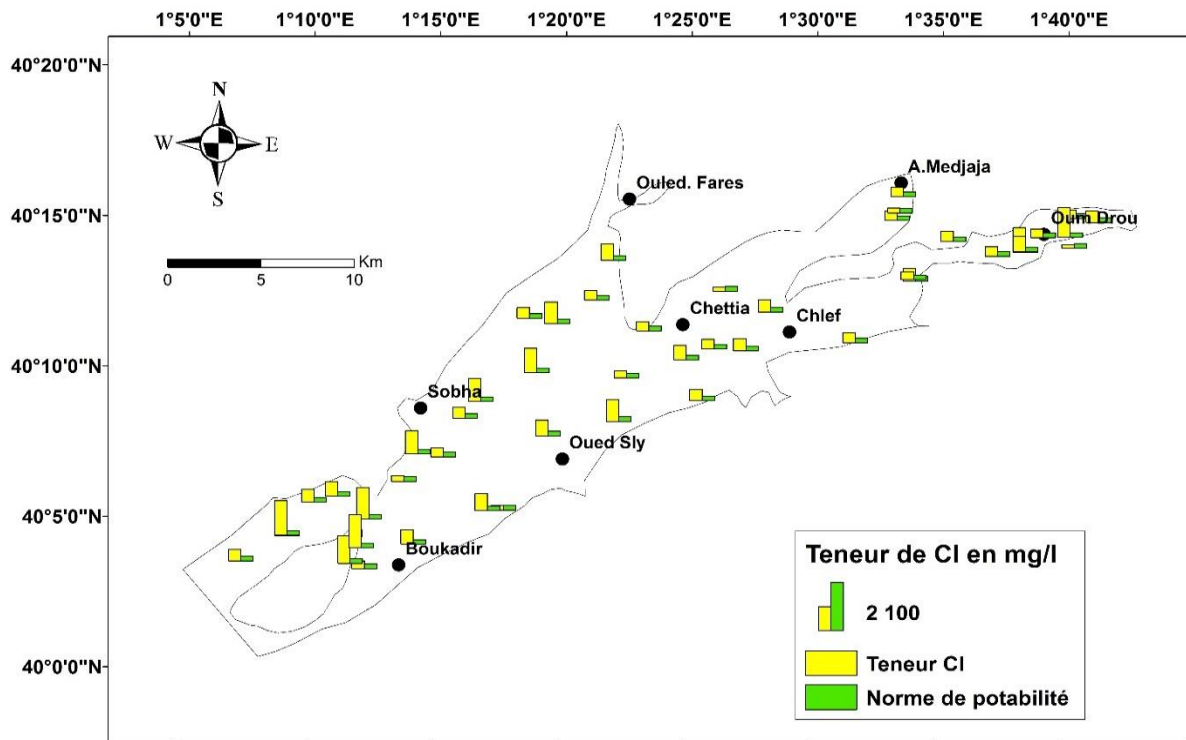 1°5'0"E 1°10'0"E 1°15'0"E 1°20'0"E 1°25'0"E 1°30'0"E 1°35'0"E 1°40'0"E
40°20'0"N
N
W E
S
A.Medjaja
Ouled. Fares
40°15'0"N
Oum Drou
Km
0 5 10
Chettia
Chlef
40°10'0"N
Sobha
Oued Sly
40°5'0"N
Boukadir
Teneur de Cl en mg/l
2 100
40°0'0"N
Teneur Cl
Norme de potabilité